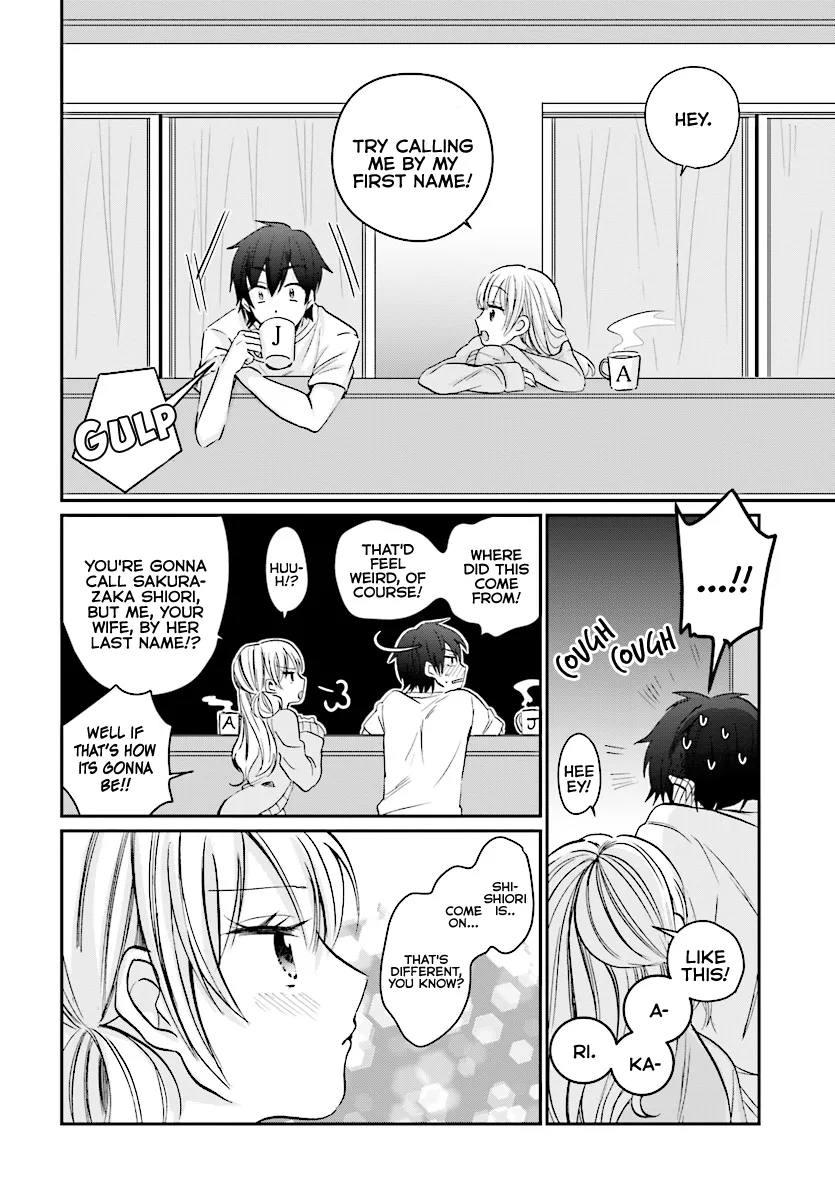 HEY.
TRY CALLING
ME BY MY
FIRST NAME!
J
A
GULP
...!!
COUGH
COUGH
HEE
EY!
LIKE
THIS!
A-
KA-
RI.
WHERE
DID THIS
COME
FROM!
THAT'D
FEEL
WEIRD, OF
COURSE!
HUU-
H!?
YOU'RE GONNA
CALL SAKURA-
ZAKA SHIORI,
BUT ME, YOUR
WIFE, BY HER
LAST NAME!?
A
J
WELL IF
THAT'S HOW
ITS GONNA
BE!!
SHI-
SHIORI
IS..
COME
ON...
THAT'S
DIFFERENT,
YOU KNOW?